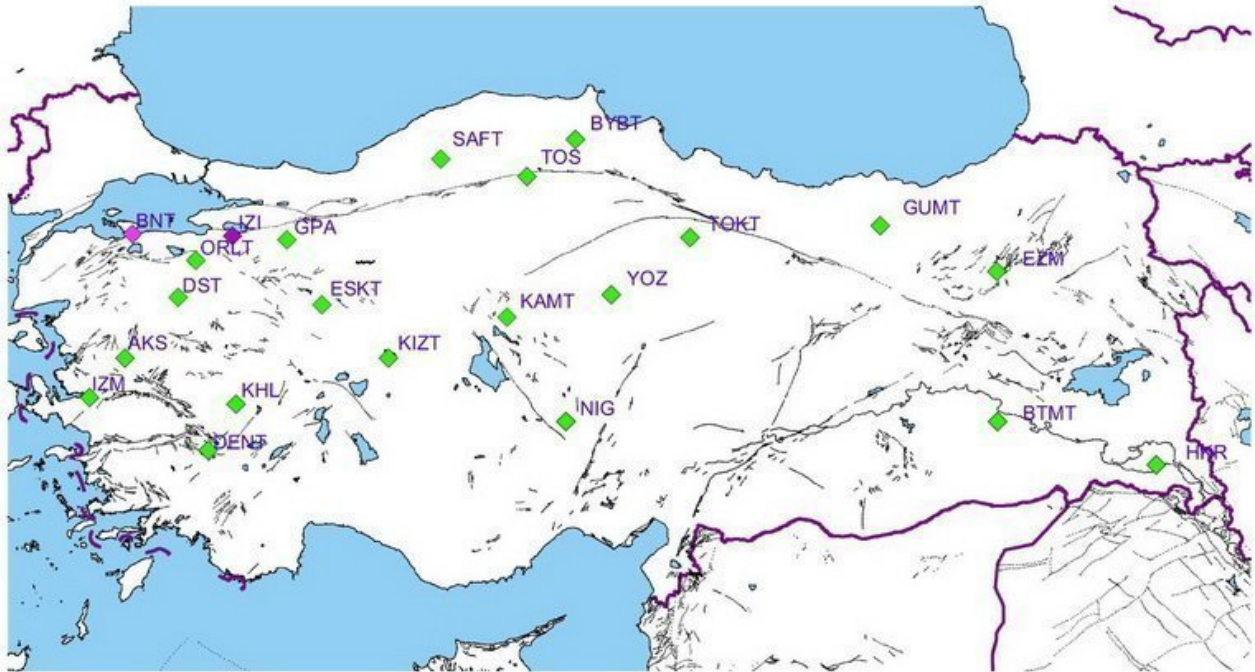 BYBT
SAFT
TOS
GUMT
BNT
IZI
GPA
TOKT
ORLT
EZM
DST
ESKT
YOZ
KAMT
AKS
KIZT
IZM
KHL
NIG
BTMT
DENT
HKR